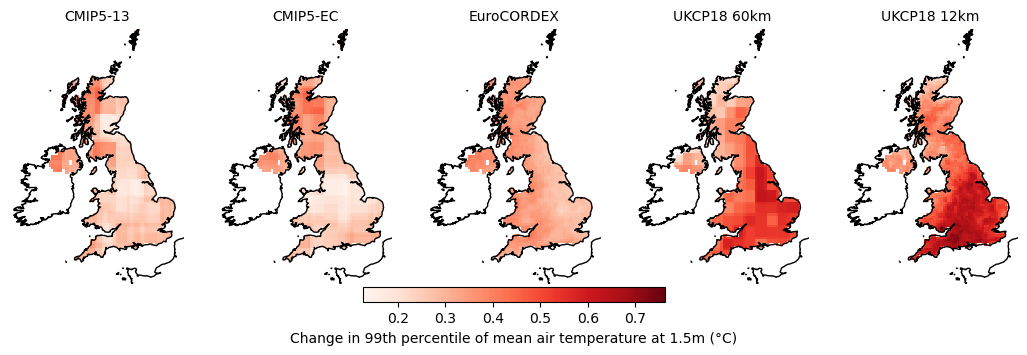 CMIP5-13 CMIP5-EC EuroCORDEX UKCP18 60km UKCP18 12km
0.2 0.3 0.4 0.5 0.6 0.7
Change in 99th percentile of mean air temperature at 1.5m (°C)